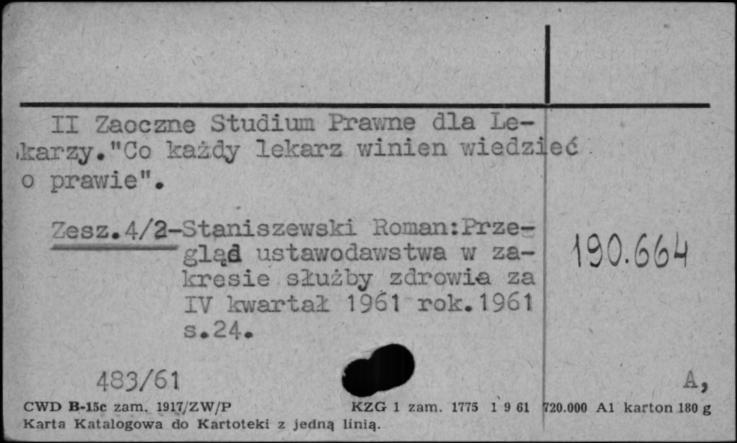 II Zaoczne Studium Prawne dla Le-
karzy."Co każdy lekarz winien wiedzieć
o prawie".
Zesz.4/2-Staniszewski Roman:Prze-
gląd ustawodawstwa w za-
kresie służby zdrowia za
IV kwartał 1961 rok.1961
s.24.
190.664
483/61
A,
CWD B-15c zam. 1917/ZW/P KZG 1 zam. 1775 1 9 61 720.000 A1 karton 180 g
Karta Katalogowa do Kartoteki z jedną linią.